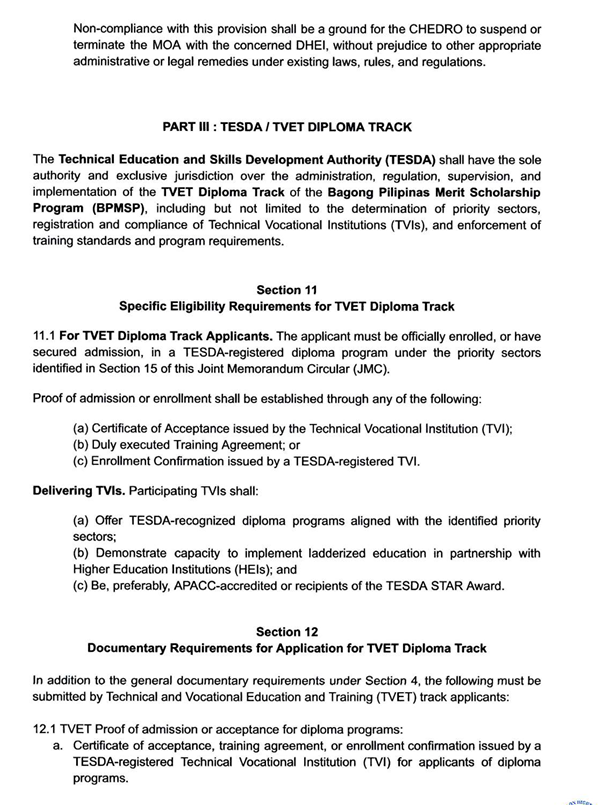 Non-compliance with this provision shall be a ground for the CHEDRO to suspend or
terminate the MOA with the concerned DHEI, without prejudice to other appropriate
administrative or legal remedies under existing laws, rules, and regulations.
PART III : TESDA / TVET DIPLOMA TRACK
The Technical Education and Skills Development Authority (TESDA) shall have the sole
authority and exclusive jurisdiction over the administration, regulation, supervision, and
implementation of the TVET Diploma Track of the Bagong Pilipinas Merit Scholarship
Program (BPMSP), including but not limited to the determination of priority sectors,
registration and compliance of Technical Vocational Institutions (TVIs), and enforcement of
training standards and program requirements.
Section 11
Specific Eligibility Requirements for TVET Diploma Track
11.1 For TVET Diploma Track Applicants. The applicant must be officially enrolled, or have
secured admission, in a TESDA-registered diploma program under the priority sectors
identified in Section 15 of this Joint Memorandum Circular (JMC).
Proof of admission or enrollment shall be established through any of the following:
(a) Certificate of Acceptance issued by the Technical Vocational Institution (TVI);
(b) Duly executed Training Agreement; or
(c) Enrollment Confirmation issued by a TESDA-registered TVI.
Delivering TVIs. Participating TVIs shall:
(a) Offer TESDA-recognized diploma programs aligned with the identified priority
sectors;
(b) Demonstrate capacity to implement ladderized education in partnership with
Higher Education Institutions (HEIs); and
(c) Be, preferably, APACC-accredited or recipients of the TESDA STAR Award.
Section 12
Documentary Requirements for Application for TVET Diploma Track
In addition to the general documentary requirements under Section 4, the following must be
submitted by Technical and Vocational Education and Training (TVET) track applicants:
12.1 TVET Proof of admission or acceptance for diploma programs:
a. Certificate of acceptance, training agreement, or enrollment confirmation issued by a
TESDA-registered Technical Vocational Institution (TVI) for applicants of diploma
programs.